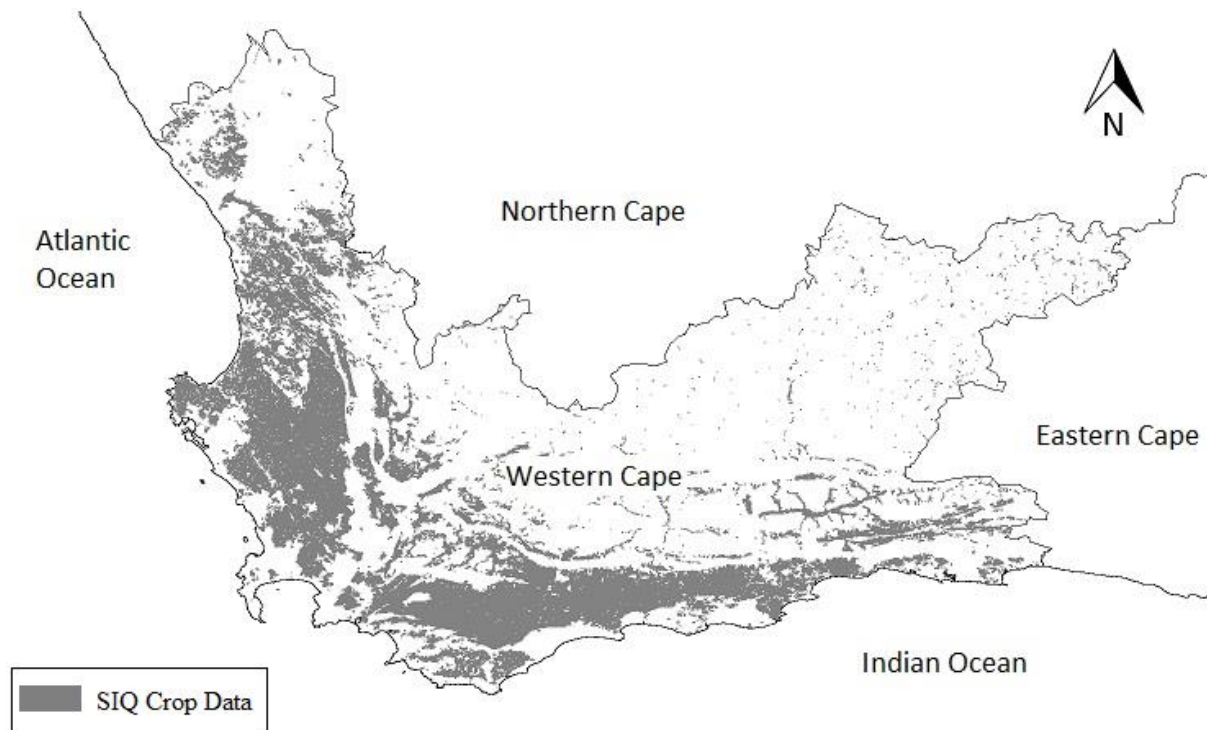 N
Northern Cape
Atlantic
Ocean
Eastern Cape
Western Cape
Indian Ocean
SIQ Crop Data